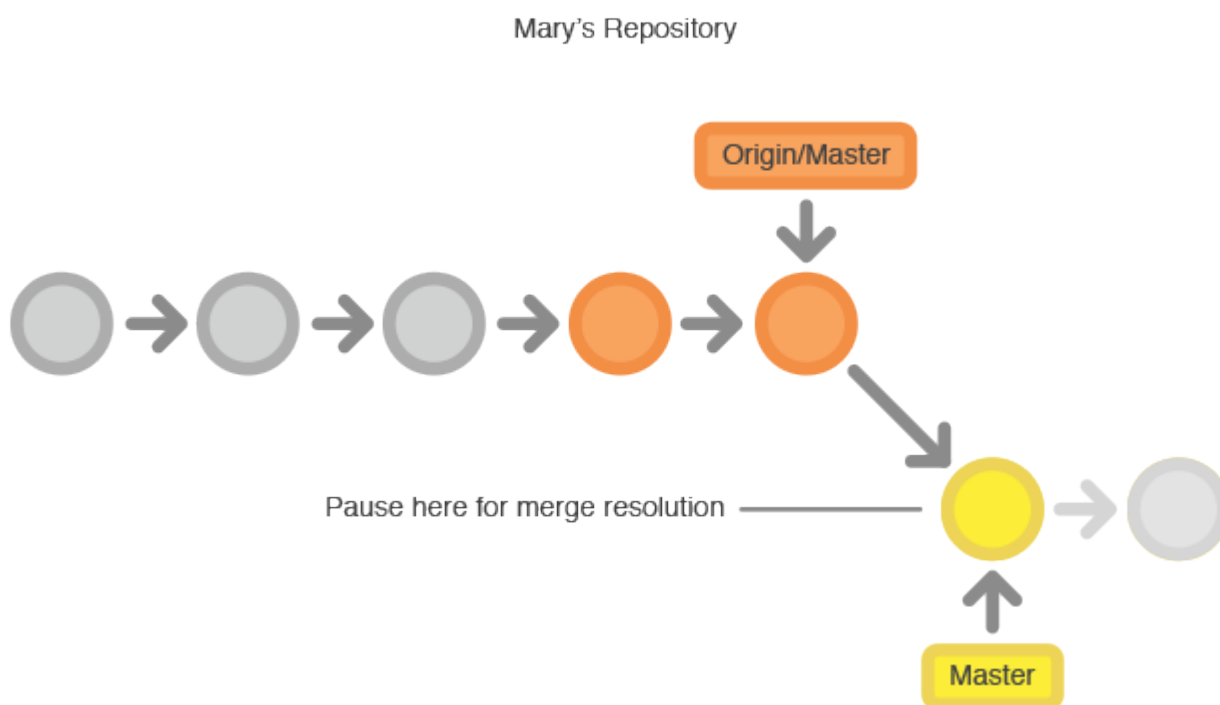 Mary’s Repository
Origin/Master
Pause here for merge resolution
Master